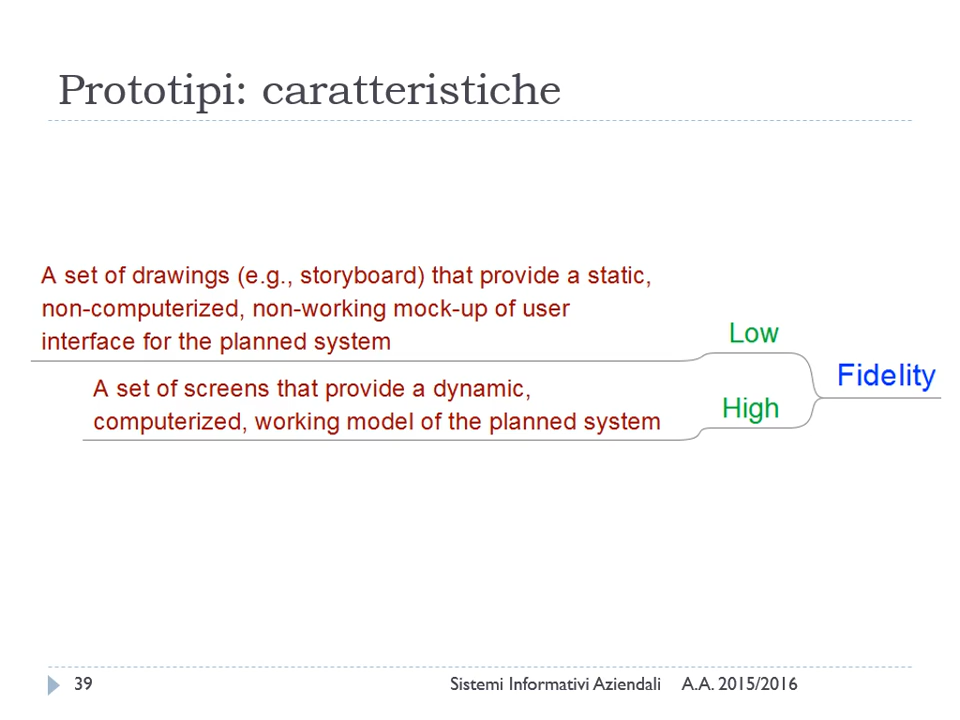 Prototipi: caratteristiche
A set of drawings (e.g., storyboard) that provide a static,
non-computerized, non-working mock-up of user
interface for the planned system
Low
A set of screens that provide a dynamic,
computerized, working model of the planned system
High
Fidelity
39
Sistemi Informativi Aziendali
A.A. 2015/2016